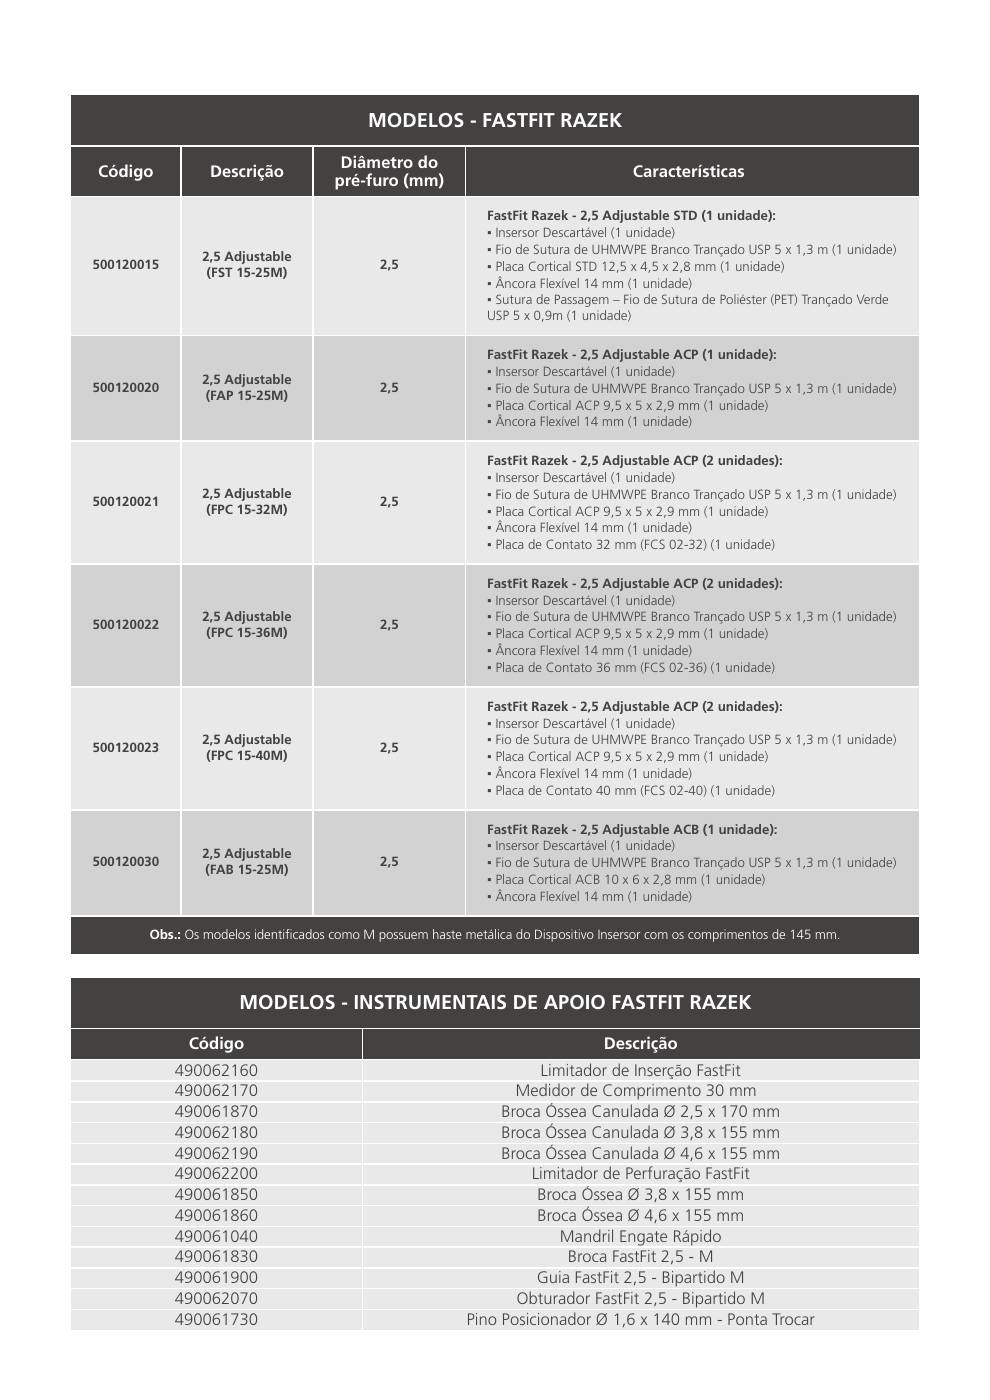 MODELOS - FASTFIT RAZEK
Código
Descrição
Diâmetro do
pré-furo (mm)
Características
500120015
2,5 Adjustable
(FST 15-25M)
2,5
FastFit Razek - 2,5 Adjustable STD (1 unidade):
▪ Insersor Descartável (1 unidade)
▪ Fio de Sutura de UHMWPE Branco Trançado USP 5 x 1,3 m (1 unidade)
▪ Placa Cortical STD 12,5 x 4,5 x 2,8 mm (1 unidade)
▪ Âncora Flexível 14 mm (1 unidade)
▪ Sutura de Passagem – Fio de Sutura de Poliéster (PET) Trançado Verde
USP 5 x 0,9m (1 unidade)
500120020
2,5 Adjustable
(FAP 15-25M)
2,5
FastFit Razek - 2,5 Adjustable ACP (1 unidade):
▪ Insersor Descartável (1 unidade)
▪ Fio de Sutura de UHMWPE Branco Trançado USP 5 x 1,3 m (1 unidade)
▪ Placa Cortical ACP 9,5 x 5 x 2,9 mm (1 unidade)
▪ Âncora Flexível 14 mm (1 unidade)
500120021
2,5 Adjustable
(FPC 15-32M)
2,5
FastFit Razek - 2,5 Adjustable ACP (2 unidades):
▪ Insersor Descartável (1 unidade)
▪ Fio de Sutura de UHMWPE Branco Trançado USP 5 x 1,3 m (1 unidade)
▪ Placa Cortical ACP 9,5 x 5 x 2,9 mm (1 unidade)
▪ Âncora Flexível 14 mm (1 unidade)
▪ Placa de Contato 32 mm (FCS 02-32) (1 unidade)
500120022
2,5 Adjustable
(FPC 15-36M)
2,5
FastFit Razek - 2,5 Adjustable ACP (2 unidades):
▪ Insersor Descartável (1 unidade)
▪ Fio de Sutura de UHMWPE Branco Trançado USP 5 x 1,3 m (1 unidade)
▪ Placa Cortical ACP 9,5 x 5 x 2,9 mm (1 unidade)
▪ Âncora Flexível 14 mm (1 unidade)
▪ Placa de Contato 36 mm (FCS 02-36) (1 unidade)
500120023
2,5 Adjustable
(FPC 15-40M)
2,5
FastFit Razek - 2,5 Adjustable ACP (2 unidades):
▪ Insersor Descartável (1 unidade)
▪ Fio de Sutura de UHMWPE Branco Trançado USP 5 x 1,3 m (1 unidade)
▪ Placa Cortical ACP 9,5 x 5 x 2,9 mm (1 unidade)
▪ Âncora Flexível 14 mm (1 unidade)
▪ Placa de Contato 40 mm (FCS 02-40) (1 unidade)
500120030
2,5 Adjustable
(FAB 15-25M)
2,5
FastFit Razek - 2,5 Adjustable ACB (1 unidade):
▪ Insersor Descartável (1 unidade)
▪ Fio de Sutura de UHMWPE Branco Trançado USP 5 x 1,3 m (1 unidade)
▪ Placa Cortical ACB 10 x 6 x 2,8 mm (1 unidade)
▪ Âncora Flexível 14 mm (1 unidade)
Obs.: Os modelos identificados como M possuem haste metálica do Dispositivo Insersor com os comprimentos de 145 mm.
MODELOS - INSTRUMENTAIS DE APOIO FASTFIT RAZEK
Código Descrição
490062160 Limitador de Inserção FastFit
490062170 Medidor de Comprimento 30 mm
490061870 Broca Óssea Canulada Ø 2,5 x 170 mm
490062180 Broca Óssea Canulada Ø 3,8 x 155 mm
490062190 Broca Óssea Canulada Ø 4,6 x 155 mm
490062200 Limitador de Perfuração FastFit
490061850 Broca Óssea Ø 3,8 x 155 mm
490061860 Broca Óssea Ø 4,6 x 155 mm
490061040 Mandril Engate Rápido
490061830 Broca FastFit 2,5 - M
490061900 Guia FastFit 2,5 - Bipartido M
490062070 Obturador FastFit 2,5 - Bipartido M
490061730 Pino Posicionador Ø 1,6 x 140 mm - Ponta Trocar